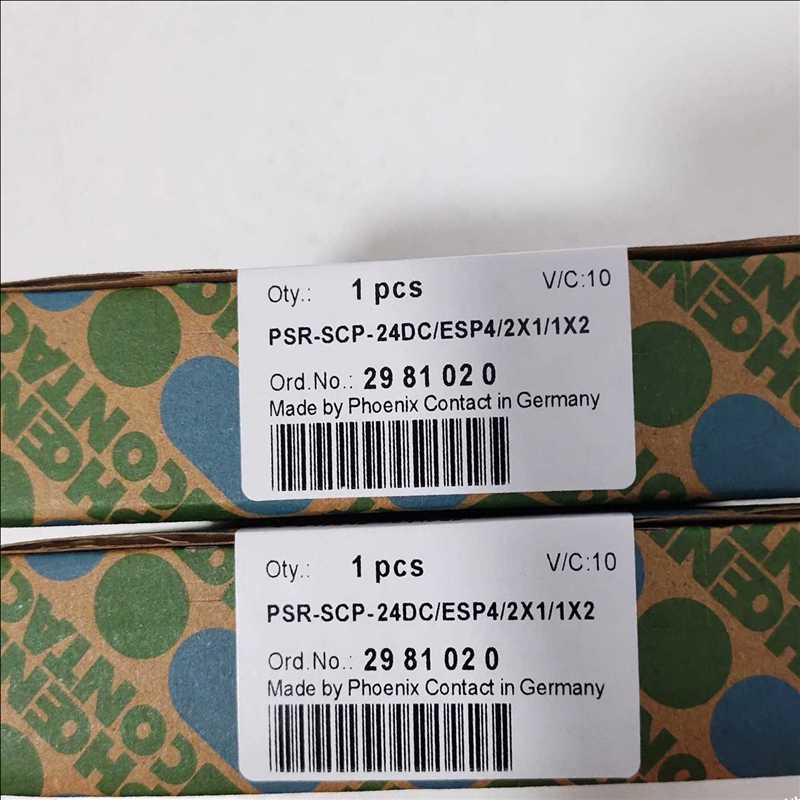 Qty.: 1 pcs V/C:10
PSR-SCP-24DC/ESP4/2X1/1X2
Ord.No.: 29 81 02 0
Made by Phoenix Contact in Germany
Qty.: 1 pcs V/C:10
PSR-SCP-24DC/ESP4/2X1/1X2
Ord.No.: 29 81 02 0
Made by Phoenix Contact in Germany